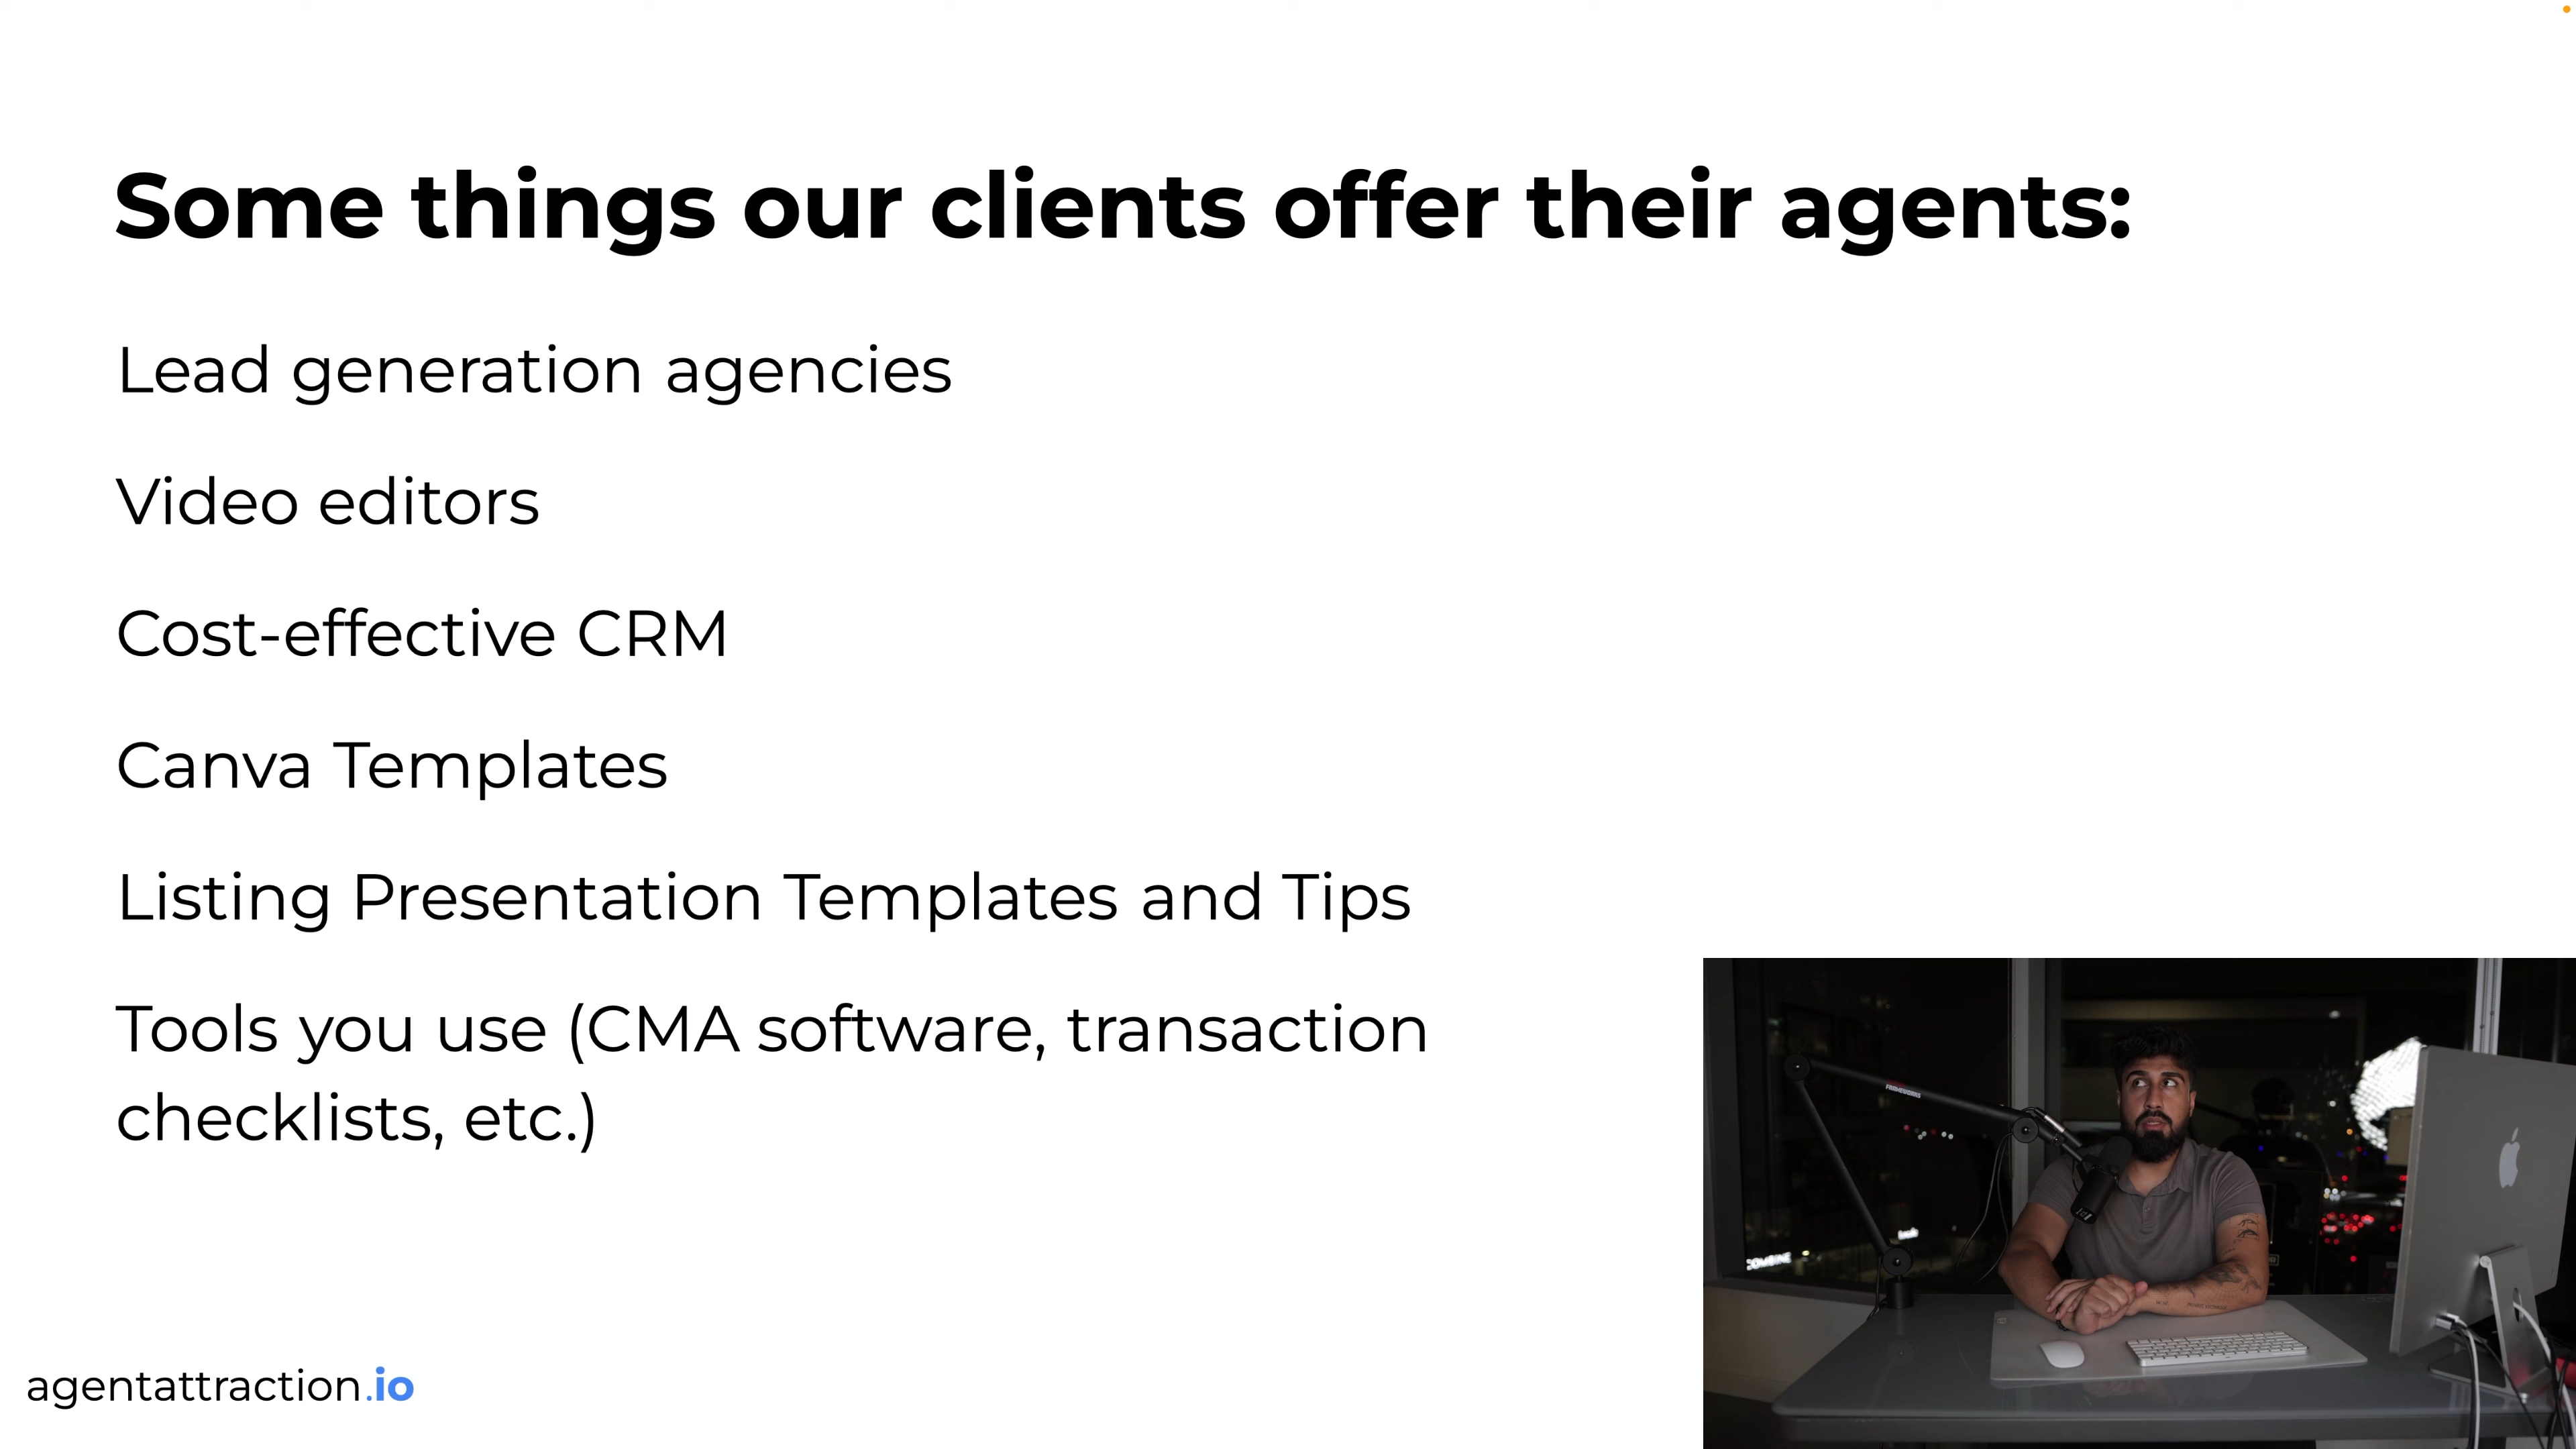 Some things our clients offer their agents:
Lead generation agencies
Video editors
Cost-effective CRM
Canva Templates
Listing Presentation Templates and Tips
Tools you use (CMA software, transaction
checklists, etc.)
agentattraction.io